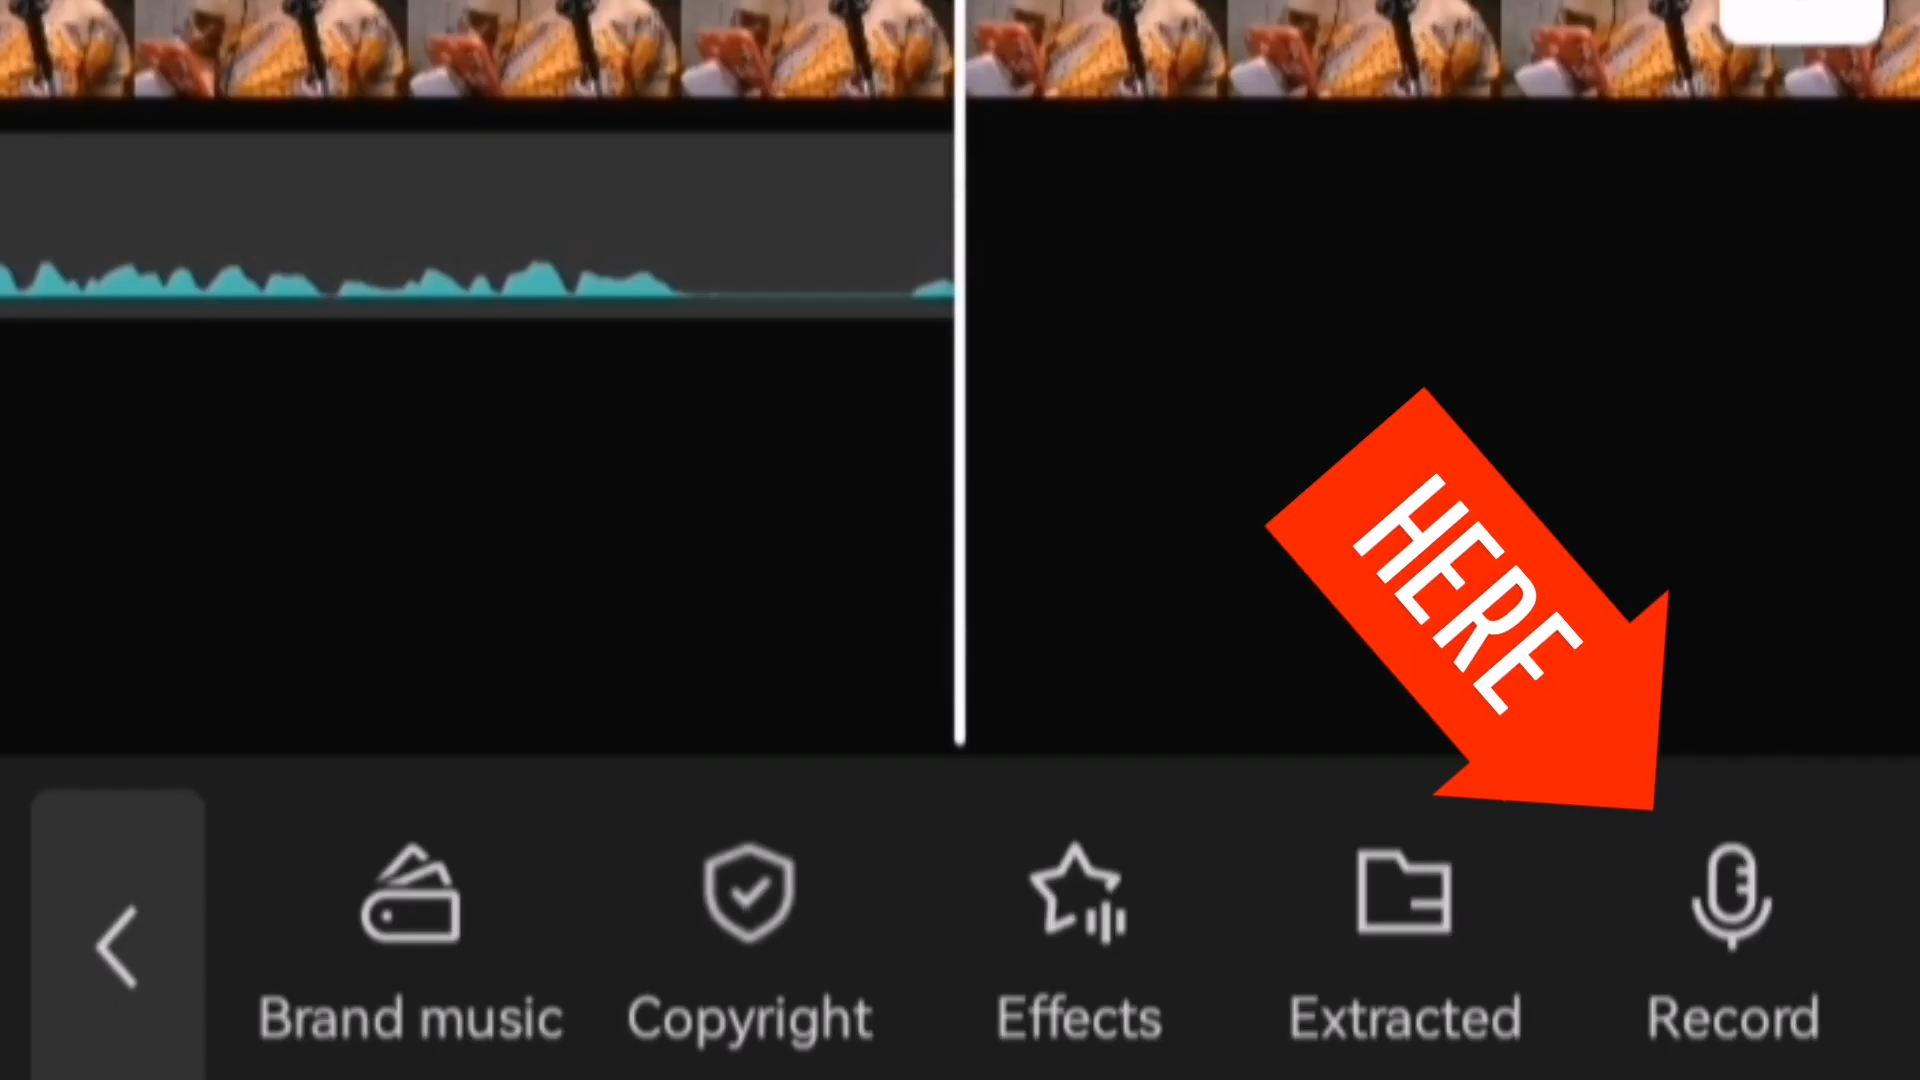 HERE
Brand music
Copyright
Effects
Extracted
Record